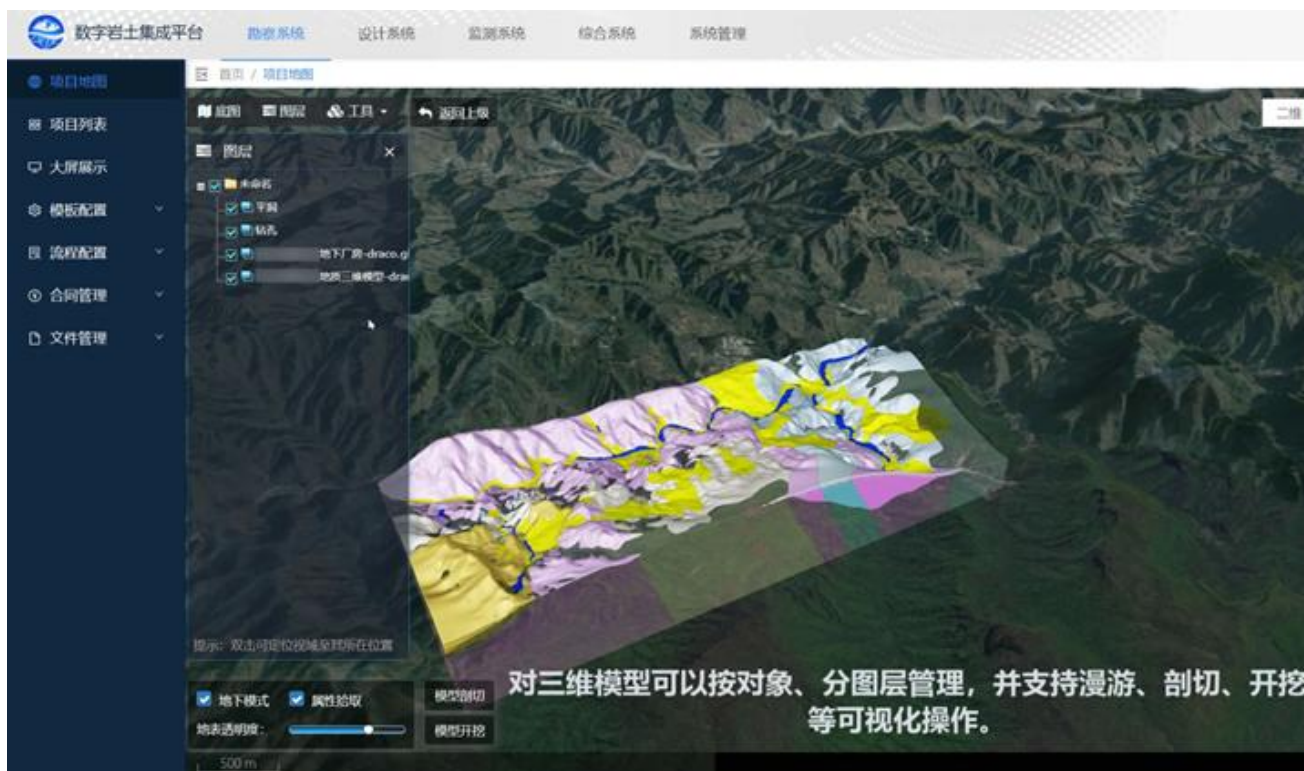 数字岩土集成平台
勘察系统 设计系统 监测系统 综合系统 系统管理
项目地图
项目列表
大屏展示
模板配置
流程配置
合同管理
文件管理
首页 / 项目地图
底图 图层 工具 返回上级
二维
图层 ×
未命名
平洞
钻孔
地下厂房-draco.gl
地质三维模型-drac
提示：双击可定位视域至其所在位置
地下模式 属性拾取 模型剖切
地表透明度： 模型开挖
500 m
对三维模型可以按对象、分图层管理，并支持漫游、剖切、开挖
等可视化操作。